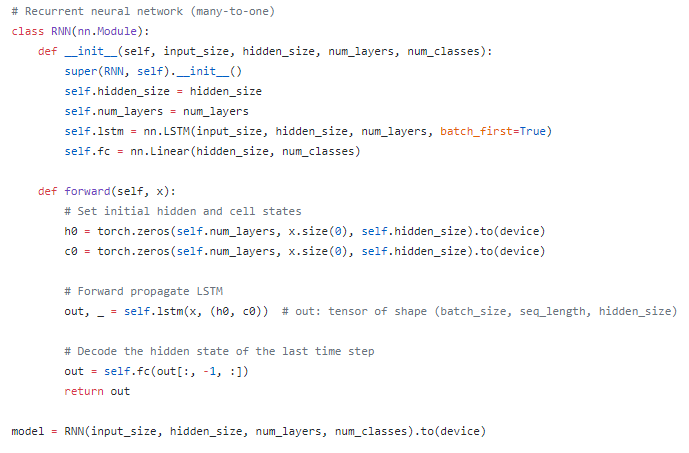 # Recurrent neural network (many-to-one)
class RNN(nn.Module):
    def __init__(self, input_size, hidden_size, num_layers, num_classes):
        super(RNN, self).__init__()
        self.hidden_size = hidden_size
        self.num_layers = num_layers
        self.lstm = nn.LSTM(input_size, hidden_size, num_layers, batch_first=True)
        self.fc = nn.Linear(hidden_size, num_classes)

    def forward(self, x):
        # Set initial hidden and cell states
        h0 = torch.zeros(self.num_layers, x.size(0), self.hidden_size).to(device)
        c0 = torch.zeros(self.num_layers, x.size(0), self.hidden_size).to(device)

        # Forward propagate LSTM
        out, _ = self.lstm(x, (h0, c0))  # out: tensor of shape (batch_size, seq_length, hidden_size)

        # Decode the hidden state of the last time step
        out = self.fc(out[:, -1, :])
        return out

model = RNN(input_size, hidden_size, num_layers, num_classes).to(device)